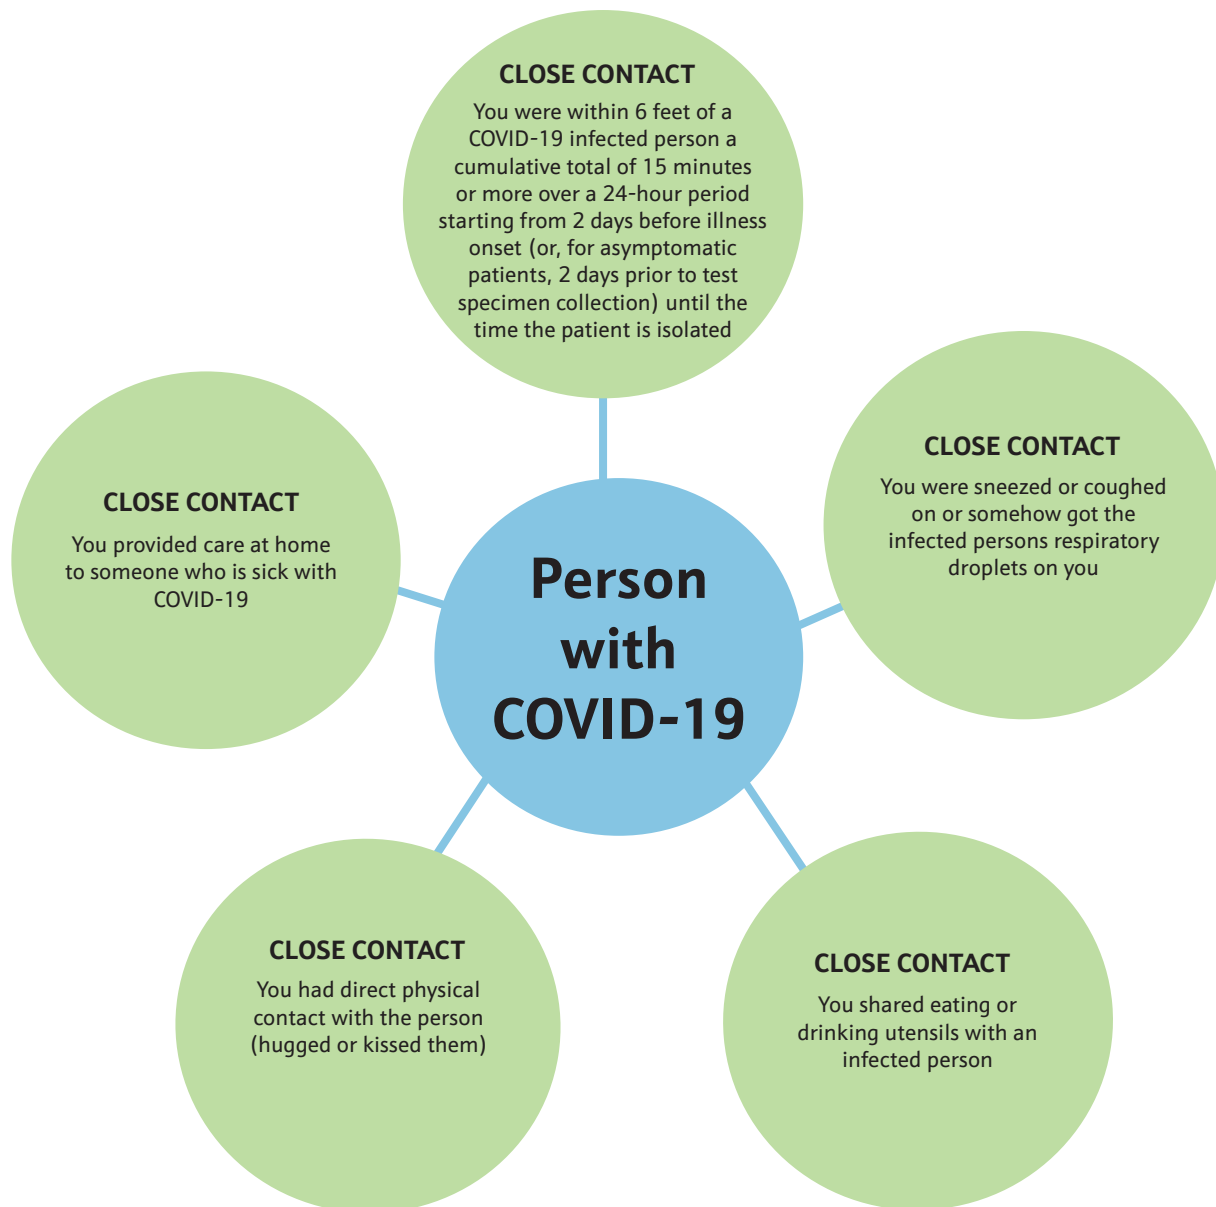 CLOSE CONTACT
You were within 6 feet of a
COVID-19 infected person a
cumulative total of 15 minutes
or more over a 24-hour period
starting from 2 days before illness
onset (or, for asymptomatic
patients, 2 days prior to test
specimen collection) until the
time the patient is isolated
CLOSE CONTACT
You were sneezed or coughed
on or somehow got the
infected persons respiratory
droplets on you
CLOSE CONTACT
You provided care at home
to someone who is sick with
COVID-19
Person
with
COVID-19
CLOSE CONTACT
You had direct physical
contact with the person
(hugged or kissed them)
CLOSE CONTACT
You shared eating or
drinking utensils with an
infected person